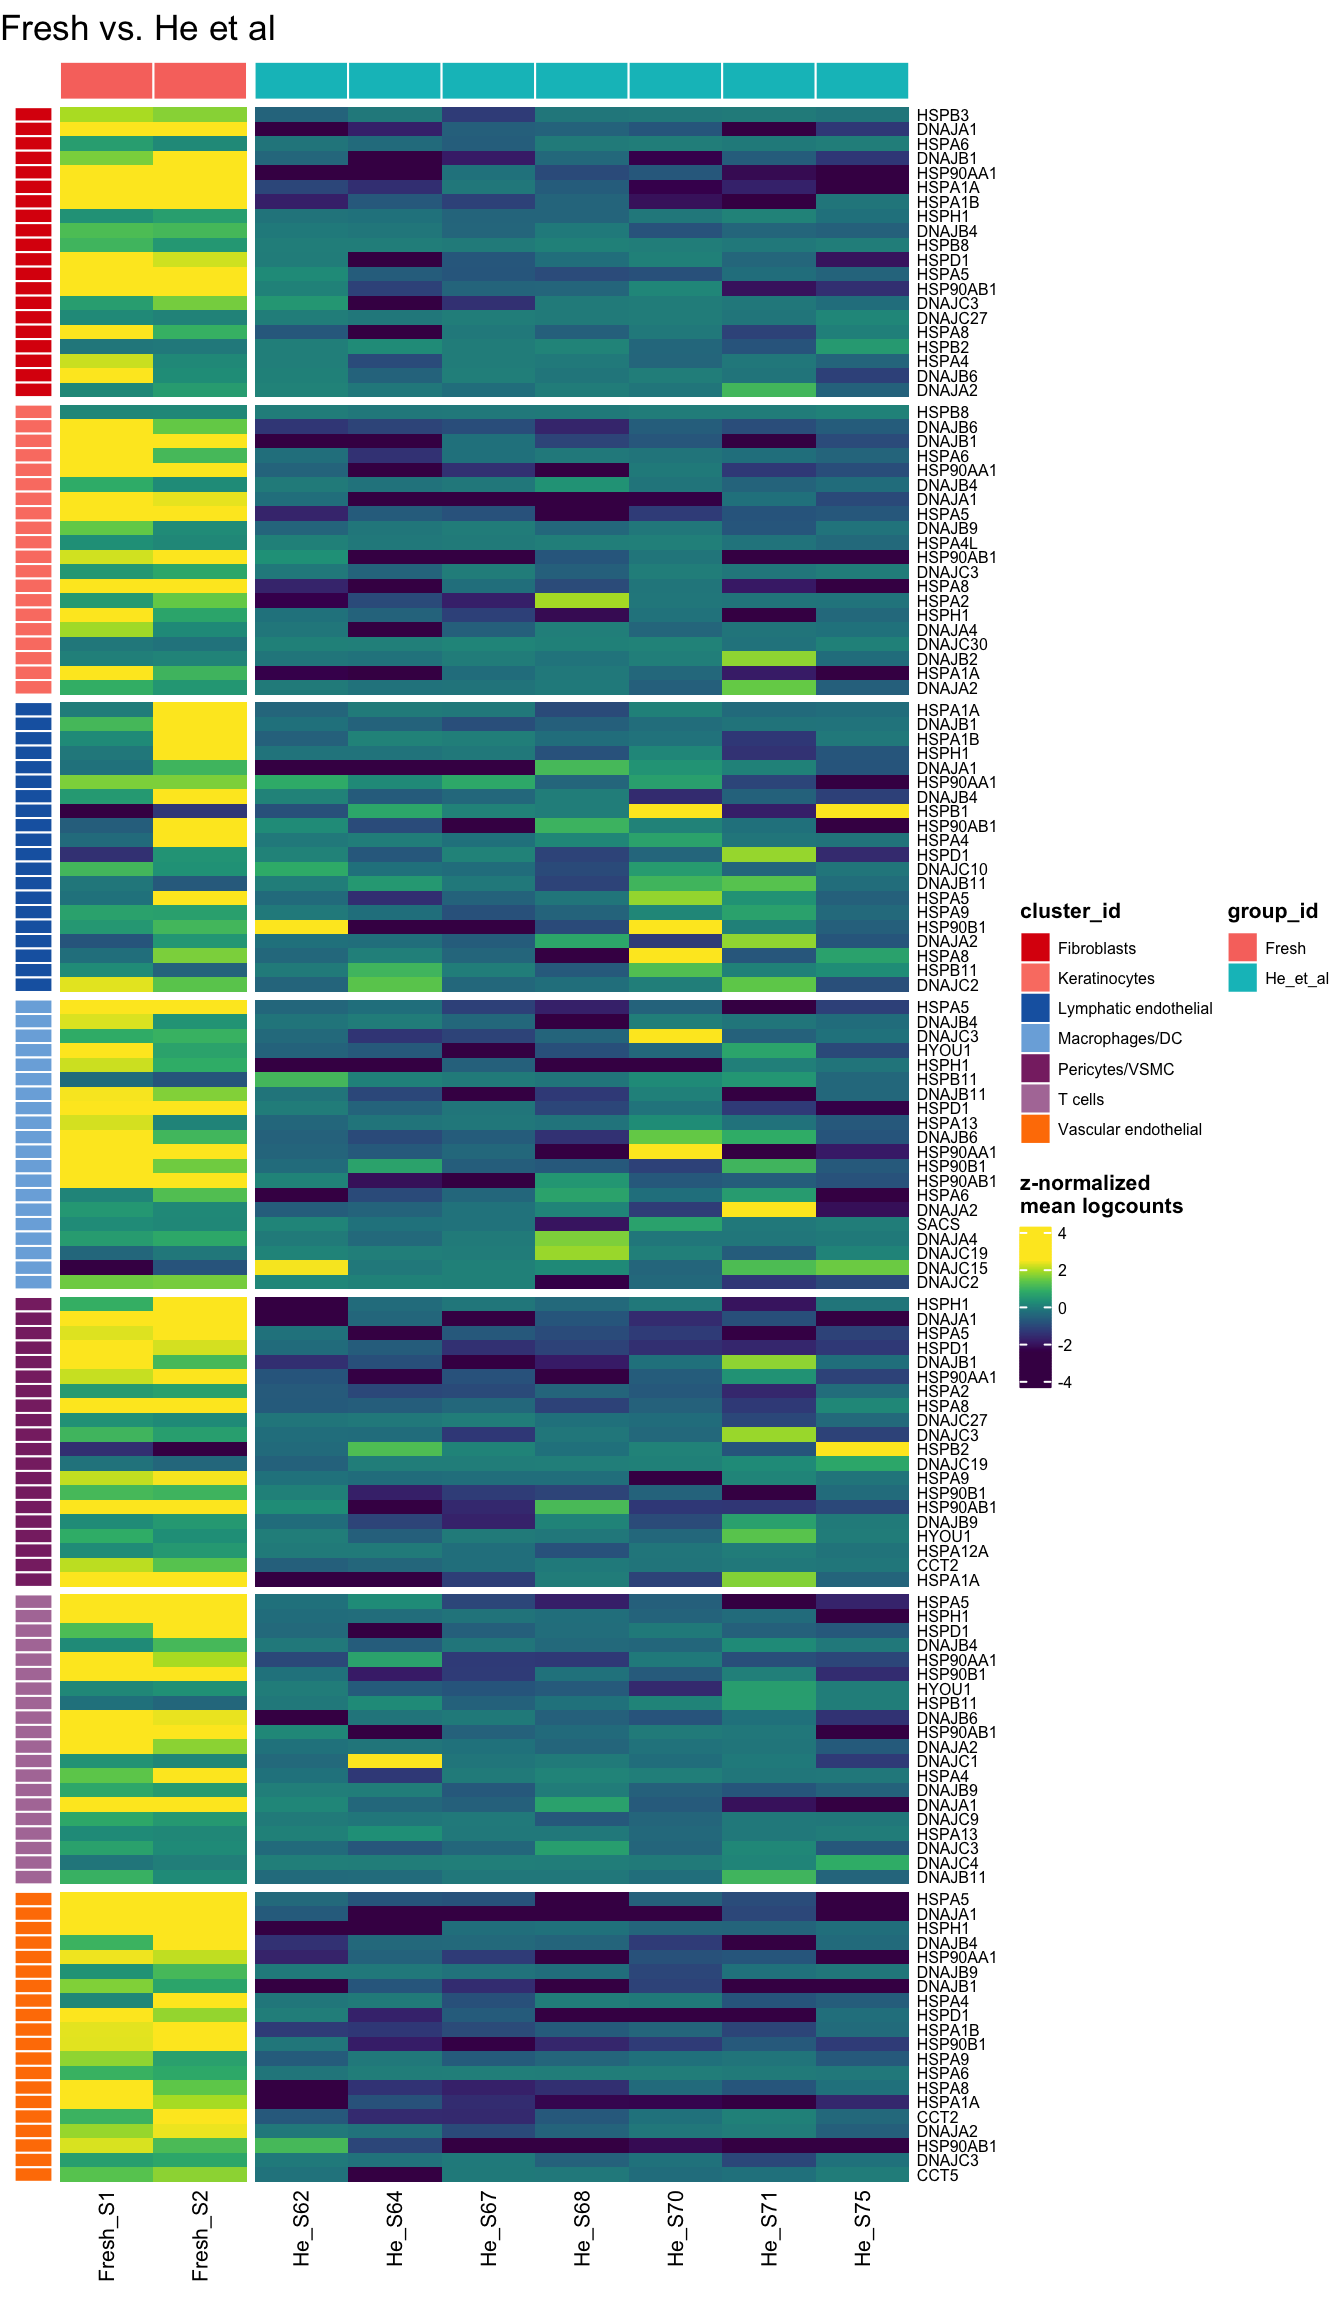 Fresh vs. He et al
HSPB3
DNAJA1
HSPA6
DNAJB1
HSP90AA1
HSPA1A
HSPA1B
HSPH1
DNAJB4
HSPB8
HSPD1
HSPA5
HSP90AB1
DNAJC3
DNAJC27
HSPA8
HSPB2
HSPA4
DNAJB6
DNAJA2
HSPB8
DNAJB6
DNAJB1
HSPA6
HSP90AA1
DNAJB4
DNAJA1
HSPA5
DNAJB9
HSPA4L
HSP90AB1
DNAJC3
HSPA8
HSPA2
HSPH1
DNAJA4
DNAJC30
DNAJB2
HSPA1A
DNAJA2
HSPA1A
DNAJB1
HSPA1B
HSPH1
DNAJA1
HSP90AA1
DNAJB4
HSPB1
HSP90AB1
HSPA4
HSPD1
DNAJC10
DNAJB11
HSPA5
HSPA9
HSP90B1
DNAJA2
HSPA8
HSPB11
DNAJC2
HSPA5
DNAJB4
DNAJC3
HYOU1
HSPH1
HSPB11
DNAJB11
HSPD1
HSPA13
DNAJB6
HSP90AA1
HSP90B1
HSP90AB1
HSPA6
DNAJA2
SACS
DNAJA4
DNAJC19
DNAJC15
DNAJC2
HSPH1
DNAJA1
HSPA5
HSPD1
DNAJB1
HSP90AA1
HSPA2
HSPA8
DNAJC27
DNAJC3
HSPB2
DNAJC19
HSPA9
HSP90B1
HSP90AB1
DNAJB9
HYOU1
HSPA12A
CCT2
HSPA1A
HSPA5
HSPH1
HSPD1
DNAJB4
HSP90AA1
HSP90B1
HYOU1
HSPB11
DNAJB6
HSP90AB1
DNAJA2
DNAJC1
HSPA4
DNAJB9
DNAJA1
DNAJC9
HSPA13
DNAJC3
DNAJC4
DNAJB11
HSPA5
DNAJA1
HSPH1
DNAJB4
HSP90AA1
DNAJB9
DNAJB1
HSPA4
HSPD1
HSPA1B
HSP90B1
HSPA9
HSPA6
HSPA8
HSPA1A
CCT2
DNAJA2
HSP90AB1
DNAJC3
CCT5
Fresh_S1
Fresh_S2
He_S62
He_S64
He_S67
He_S68
He_S70
He_S71
He_S75
cluster_id
Fibroblasts
Keratinocytes
Lymphatic endothelial
Macrophages/DC
Pericytes/VSMC
T cells
Vascular endothelial
group_id
Fresh
He_et_al
z-normalized
mean logcounts
4
2
0
-2
-4